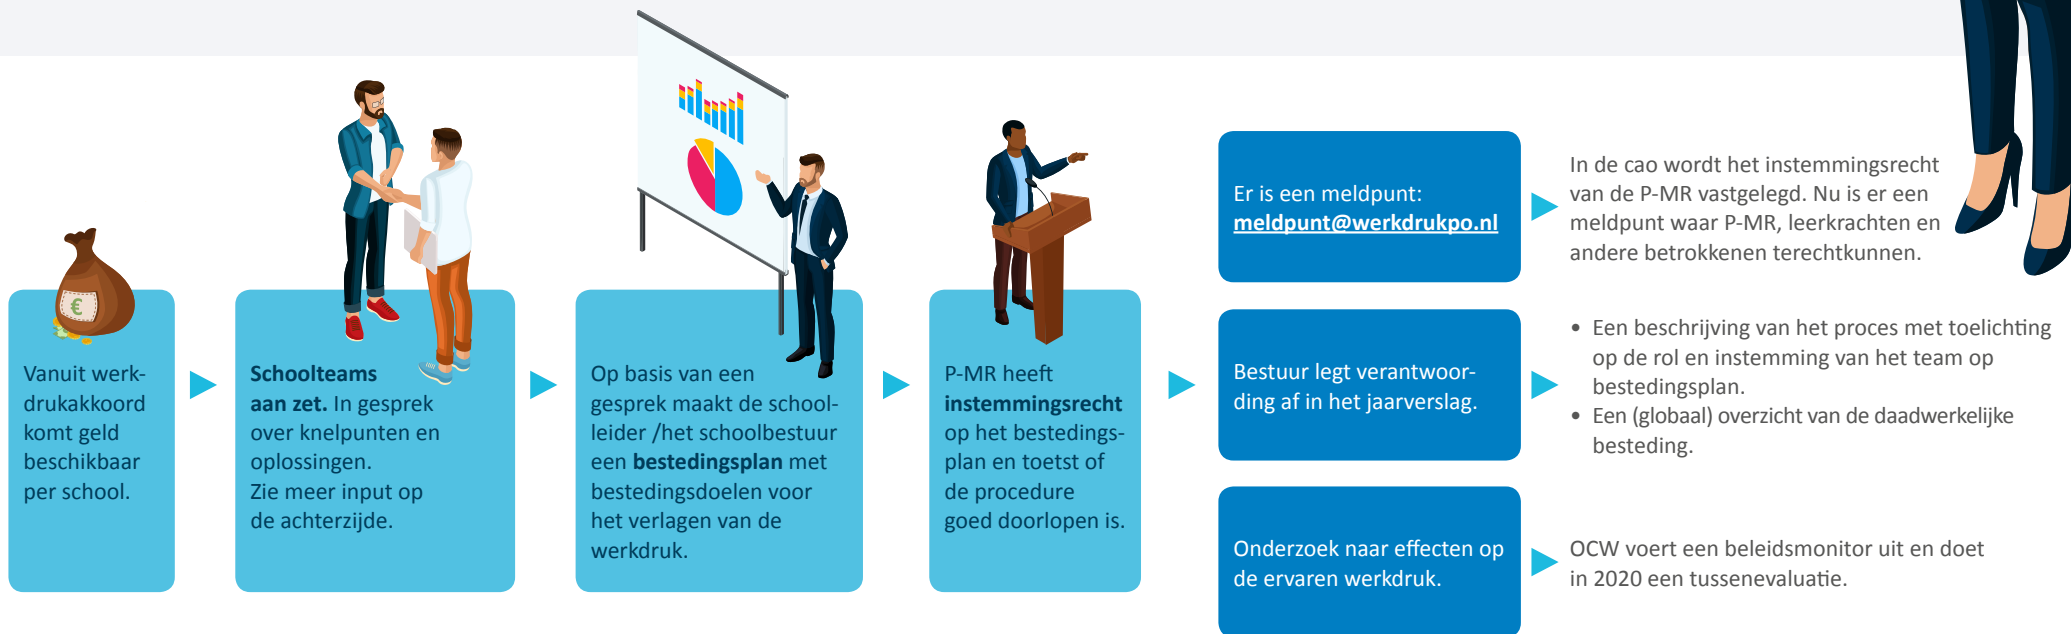 Vanuit werk-
drukakkoord
komt geld
beschikbaar
per school.
Schoolteams
aan zet. In gesprek
over knelpunten en
oplossingen.
Zie meer input op
de achterzijde.
Op basis van een
gesprek maakt de school-
leider /het schoolbestuur
een bestedingsplan met
bestedingsdoelen voor
het verlagen van de
werkdruk.
P-MR heeft
instemmingsrecht
op het bestedings-
plan en toetst of
de procedure
goed doorlopen is.
Er is een meldpunt:
meldpunt@werkdrukpo.nl
In de cao wordt het instemmingsrecht
van de P-MR vastgelegd. Nu is er een
meldpunt waar P-MR, leerkrachten en
andere betrokkenen terechtkunnen.
Bestuur legt verantwoor-
ding af in het jaarverslag.
• Een beschrijving van het proces met toelichting
op de rol en instemming van het team op
bestedingsplan.
• Een (globaal) overzicht van de daadwerkelijke
besteding.
Onderzoek naar effecten op
de ervaren werkdruk.
OCW voert een beleidsmonitor uit en doet
in 2020 een tussenevaluatie.
€